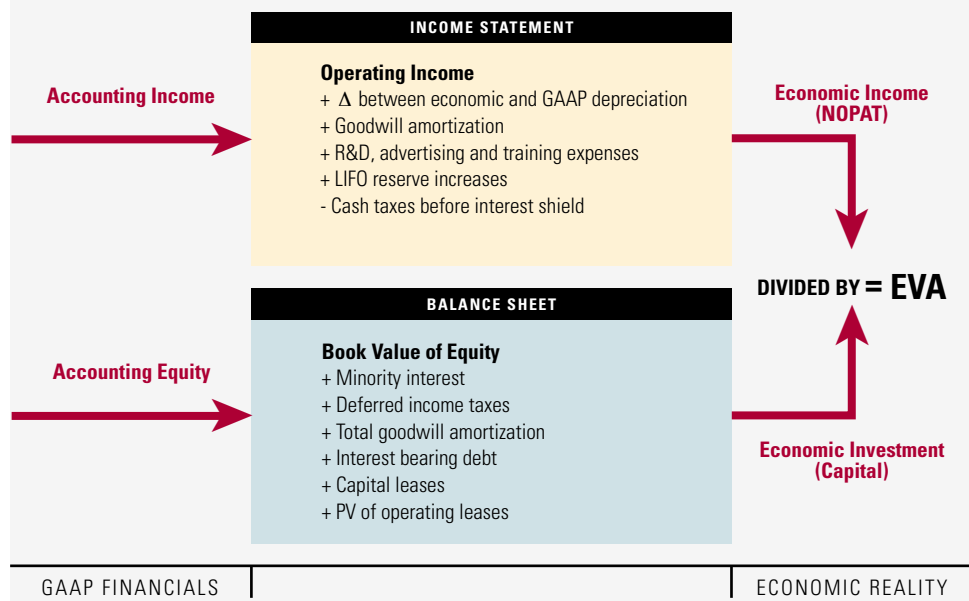 INCOME STATEMENT
Operating Income
+ Δ between economic and GAAP depreciation
+ Goodwill amortization
+ R&D, advertising and training expenses
+ LIFO reserve increases
- Cash taxes before interest shield
Accounting Income
Economic Income
(NOPAT)
DIVIDED BY = EVA
BALANCE SHEET
Book Value of Equity
+ Minority interest
+ Deferred income taxes
+ Total goodwill amortization
+ Interest bearing debt
+ Capital leases
+ PV of operating leases
Accounting Equity
Economic Investment
(Capital)
GAAP FINANCIALS
ECONOMIC REALITY